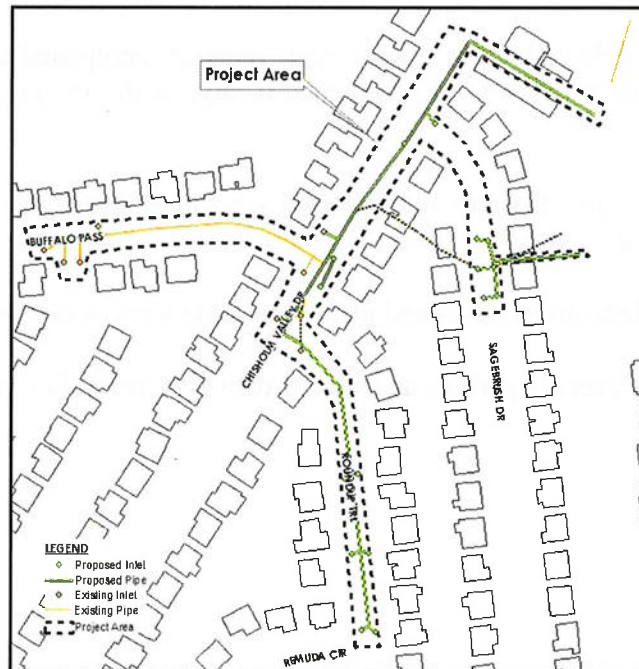 Project Area
BUFFALO PASS
CHISHOLM VALLEY DR
SAGEBRUSH DR
ROUNDUP TRL
LEGEND
Proposed Inlet
Proposed Pipe
Existing Inlet
Existing Pipe
Project Area
REMUDA CIR